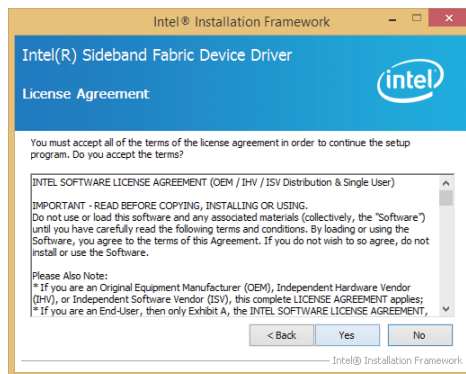 Intel® Installation Framework
Intel(R) Sideband Fabric Device Driver
License Agreement
intel
You must accept all of the terms of the license agreement in order to continue the setup
program. Do you accept the terms?
INTEL SOFTWARE LICENSE AGREEMENT (OEM / IHV / ISV Distribution & Single User)
IMPORTANT - READ BEFORE COPYING, INSTALLING OR USING.
Do not use or load this software and any associated materials (collectively, the "Software")
until you have carefully read the following terms and conditions. By loading or using the
Software, you agree to the terms of this Agreement. If you do not wish to so agree, do not
install or use the Software.
Please Also Note:
* If you are an Original Equipment Manufacturer (OEM), Independent Hardware Vendor
(IHV), or Independent Software Vendor (ISV), this complete LICENSE AGREEMENT applies;
* If you are an End-User, then only Exhibit A, the INTEL SOFTWARE LICENSE AGREEMENT,
< Back Yes No
Intel® Installation Framework